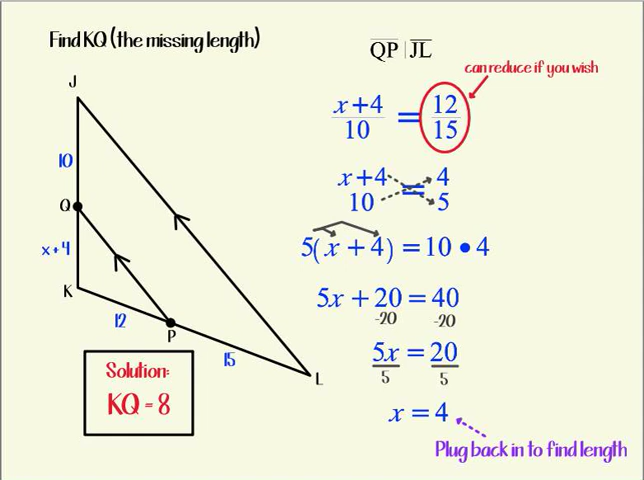 Find KQ (the missing length)
QP | JL
can reduce if you wish
x+4 = 12
10 15
x+4 = 4
10 5
5(x + 4) = 10 • 4
5x + 20 = 40
-20 -20
5x = 20
5 5
x = 4
Plug back in to find length
J
10
Q
x + 4
K
12
P
15
L
Solution:
KQ = 8